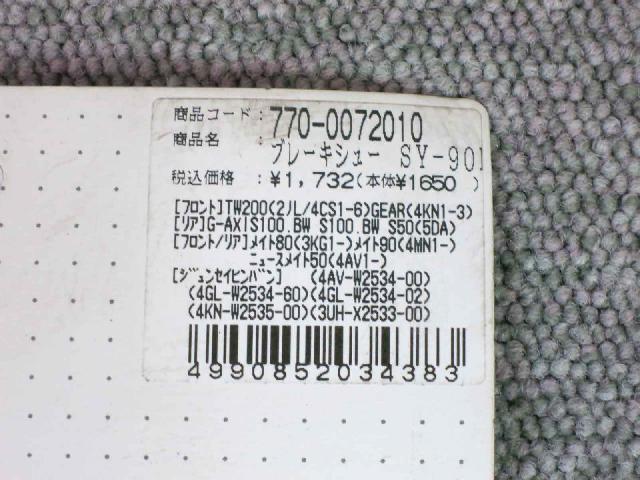 商品コード：770-0072010
商品名：ブレーキシュー SY-901
税込価格：¥1,732(本体¥1650)
[ﾌﾛﾝﾄ]TW200(2JL/4CS1-6)GEAR(4KN1-3)
[ﾘｱ]G-AXIS100.BW S100.BW S50(5DA)
[ﾌﾛﾝﾄ/ﾘｱ]ﾒｲﾄ80(3KG1-)ﾒｲﾄ90(4MN1-)
ﾆｭｰｽﾒｲﾄ50(4AV1-)
[ｼﾞｭﾝｾｲﾋﾝﾊﾞﾝ] (4AV-W2534-00)
(4GL-W2534-60)(4GL-W2534-02)
(4KN-W2535-00)(3UH-X2533-00)
4990852034383